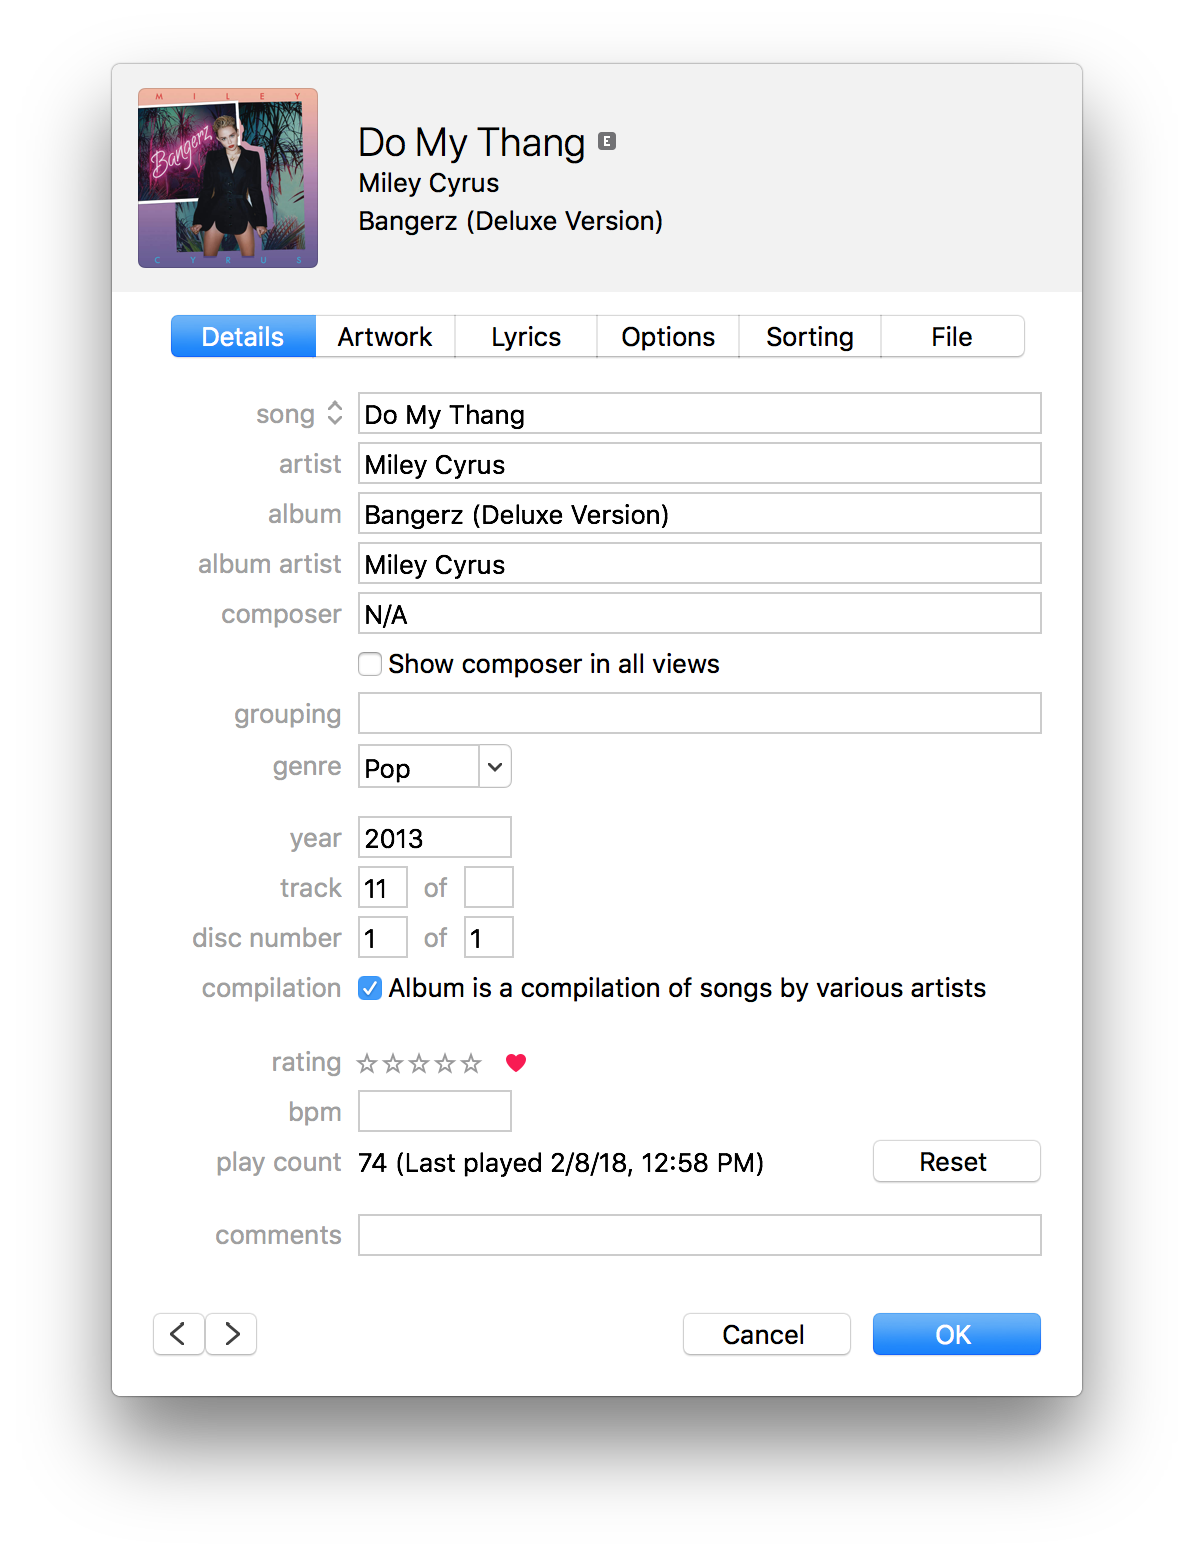 MILEY
Bangerz
CYRUS
Do My Thang E
Miley Cyrus
Bangerz (Deluxe Version)
Details Artwork Lyrics Options Sorting File
song Do My Thang
artist Miley Cyrus
album Bangerz (Deluxe Version)
album artist Miley Cyrus
composer N/A
Show composer in all views
grouping
genre Pop
year 2013
track 11 of
disc number 1 of 1
compilation Album is a compilation of songs by various artists
rating
bpm
play count 74 (Last played 2/8/18, 12:58 PM) Reset
comments
Cancel OK